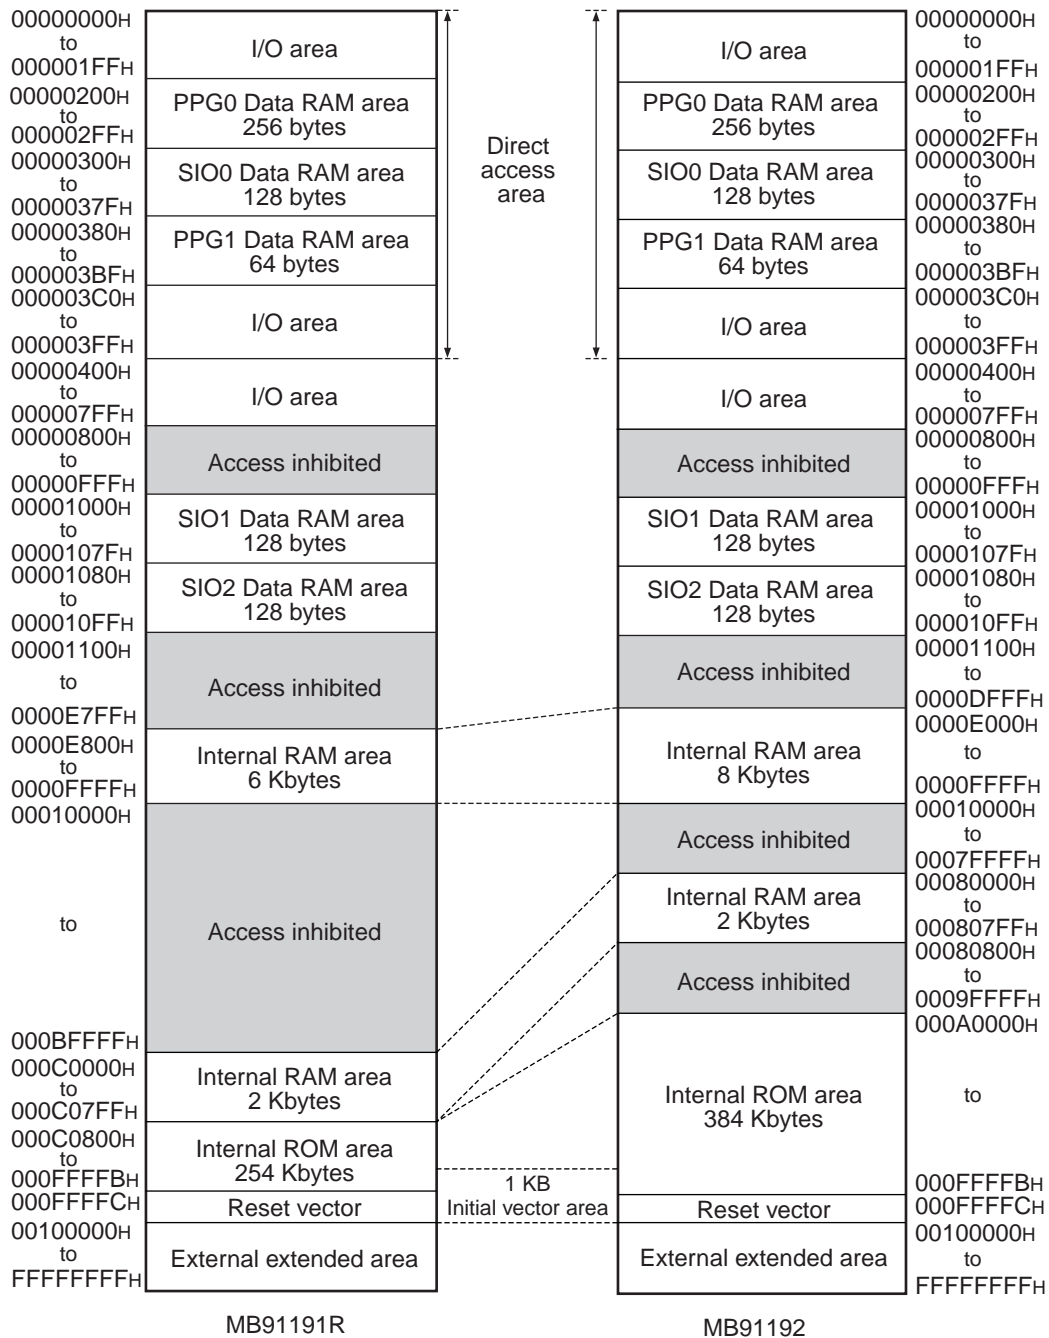 00000000H
to
000001FFH
I/O area
00000200H
to
000002FFH
PPG0 Data RAM area
256 bytes
00000300H
to
0000037FH
SIO0 Data RAM area
128 bytes
00000380H
to
000003BFH
PPG1 Data RAM area
64 bytes
000003C0H
to
000003FFH
I/O area
00000400H
to
000007FFH
I/O area
00000800H
to
00000FFFH
Access inhibited
00001000H
to
0000107FH
SIO1 Data RAM area
128 bytes
00001080H
to
000010FFH
SIO2 Data RAM area
128 bytes
00001100H
to
0000E7FFH
Access inhibited
0000E800H
to
0000FFFFH
Internal RAM area
6 Kbytes
00010000H
to
000BFFFFH
Access inhibited
000C0000H
to
000C07FFH
Internal RAM area
2 Kbytes
000C0800H
to
000FFFFBH
Internal ROM area
254 Kbytes
000FFFFCH
Reset vector
00100000H
to
FFFFFFFFH
External extended area
MB91191R
Direct
access
area
1 KB
Initial vector area
I/O area
00000000H
to
000001FFH
PPG0 Data RAM area
256 bytes
00000200H
to
000002FFH
SIO0 Data RAM area
128 bytes
00000300H
to
0000037FH
PPG1 Data RAM area
64 bytes
00000380H
to
000003BFH
I/O area
000003C0H
to
000003FFH
I/O area
00000400H
to
000007FFH
Access inhibited
00000800H
to
00000FFFH
SIO1 Data RAM area
128 bytes
00001000H
to
0000107FH
SIO2 Data RAM area
128 bytes
00001080H
to
000010FFH
Access inhibited
00001100H
to
0000DFFFH
Internal RAM area
8 Kbytes
0000E000H
to
0000FFFFH
Access inhibited
00010000H
to
0007FFFFH
Internal RAM area
2 Kbytes
00080000H
to
000807FFH
Access inhibited
00080800H
to
0009FFFFH
Internal ROM area
384 Kbytes
000A0000H
to
000FFFFBH
Reset vector
000FFFFCH
External extended area
00100000H
to
FFFFFFFFH
MB91192